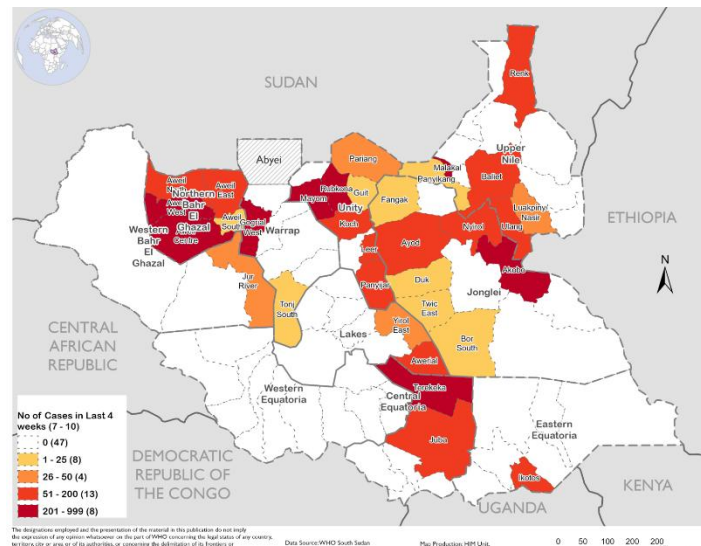 SUDAN
Renk
Upper
Nile
Malakal
Panyikang
Baliet
Pariang
Abyei
Rubkona
Guit
Mayom
Unity
Fangak
Luakpiny/
Nasir
ETHIOPIA
Aweil
East
Northern
Bahr
El
Ghazal
Aweil
South
Gogrial
West
Warrap
Koch
Nyirol
Ulang
Western
Bahr
El
Ghazal
Ayod
Leer
Akobo
N
Jur
River
Panyijiar
Duk
Jonglei
Tonj
South
Twic
East
CENTRAL
AFRICAN
REPUBLIC
Lakes
Yirol
East
Bor
South
Awerial
Western
Equatoria
Terekeka
Central
Equatoria
Eastern
Equatoria
Juba
Ikotos
DEMOCRATIC
REPUBLIC OF
THE CONGO
UGANDA
KENYA
No of Cases in Last 4
weeks (7 - 10)
0 (47)
1 - 25 (8)
26 - 50 (4)
51 - 200 (13)
201 - 999 (8)
The designations employed and the presentation of the material in this publication do not imply
the expression of any opinion whatsoever on the part of WHO concerning the legal status of any country,
territory, city or area or of its authorities, or concerning the delimitation of its frontiers or
Data Source: WHO South Sudan
Map Production: HIM Unit.
0 50 100 200 200